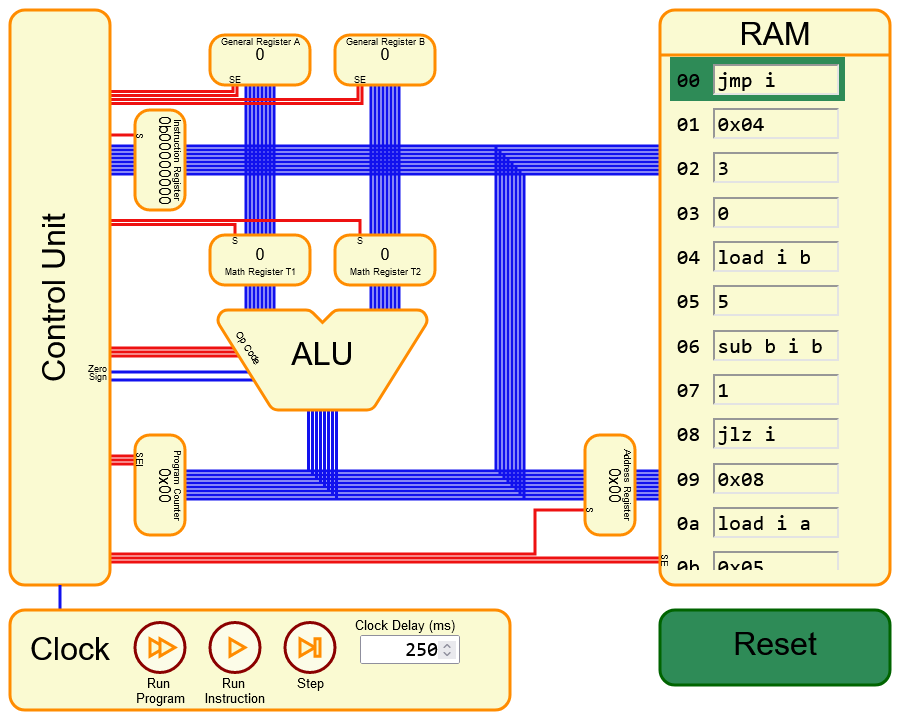 General Register A
0
SE
General Register B
0
SE
RAM
00 jmp i
01 0x04
02 3
03 0
04 load i b
05 5
06 sub b i b
07 1
08 jlz i
09 0x08
0a load i a
0b 0x05
SE
Control Unit
Zero
Sign
S
Instruction Register
0b00000000
S
0
Math Register T1
S
0
Math Register T2
Op Code
ALU
SEI
Program Counter
0x00
Address Register
0x00
S
Clock
Run
Program
Run
Instruction
Step
Clock Delay (ms)
250
Reset